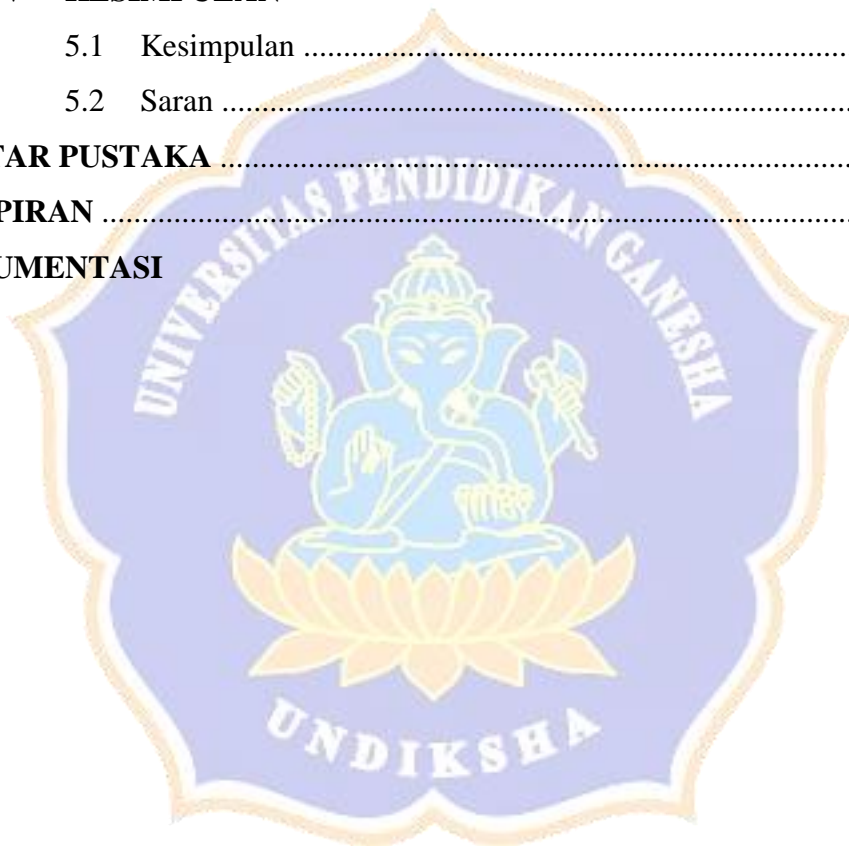 5.1 Kesimpulan ................................................................................
5.2 Saran ..........................................................................................
TAR PUSTAKA ..........................................................................................
PIRAN ..........................................................................................................
UMENTASI
UNIVERSITAS PENDIDIKAN GANESHA
UNDIKSHA